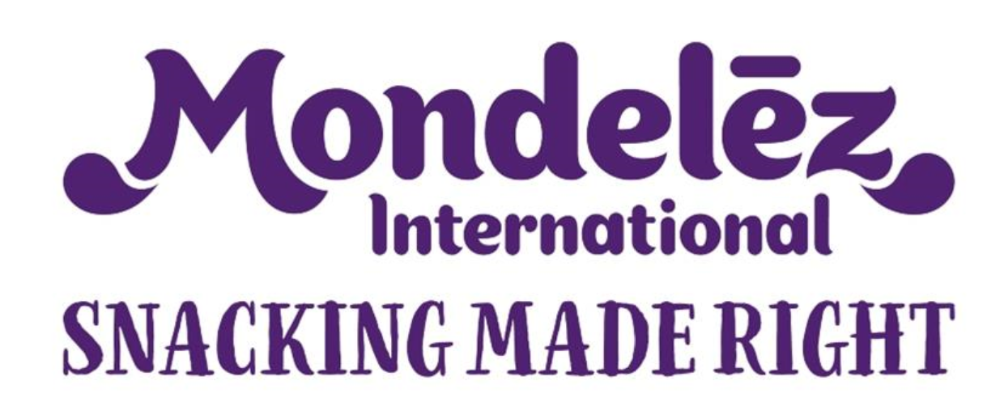 Mondelēz
International
SNACKING MADE RIGHT